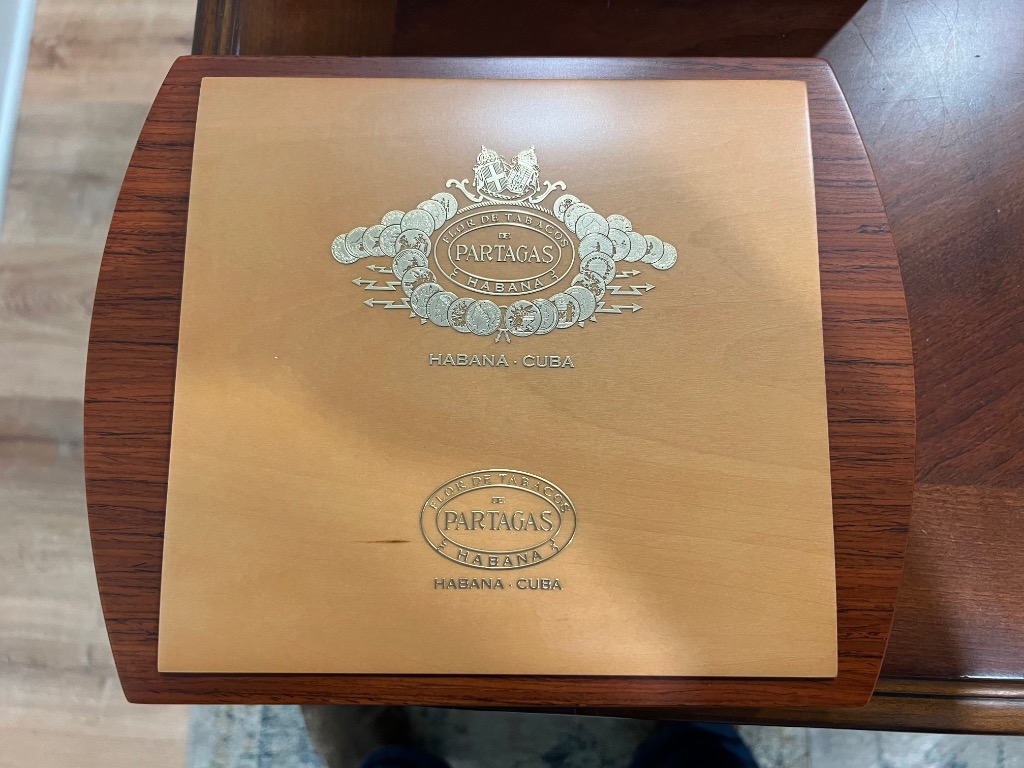 FLOR DE TABACOS
DE
PARTAGAS
HABANA
HABANA · CUBA
FLOR DE TABACOS
DE
PARTAGAS
HABANA
HABANA · CUBA